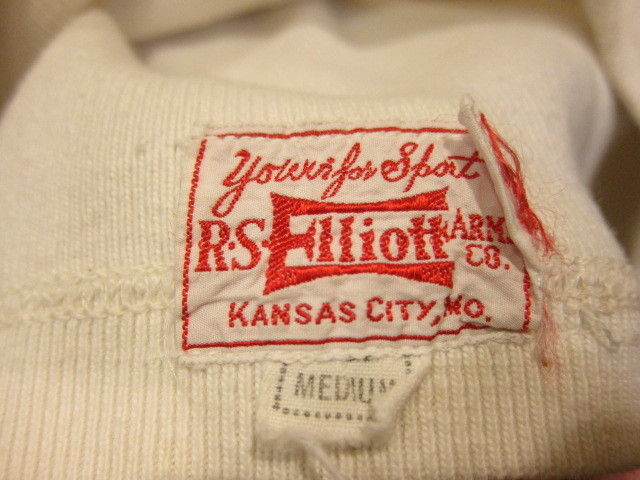 Yours for Sport
R·S·Elliott ARMS
CO.
KANSAS CITY, MO.
MEDIUM